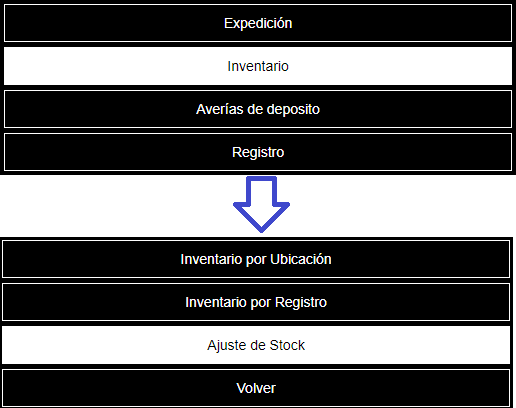 Expedición
Inventario
Averías de deposito
Registro
Inventario por Ubicación
Inventario por Registro
Ajuste de Stock
Volver